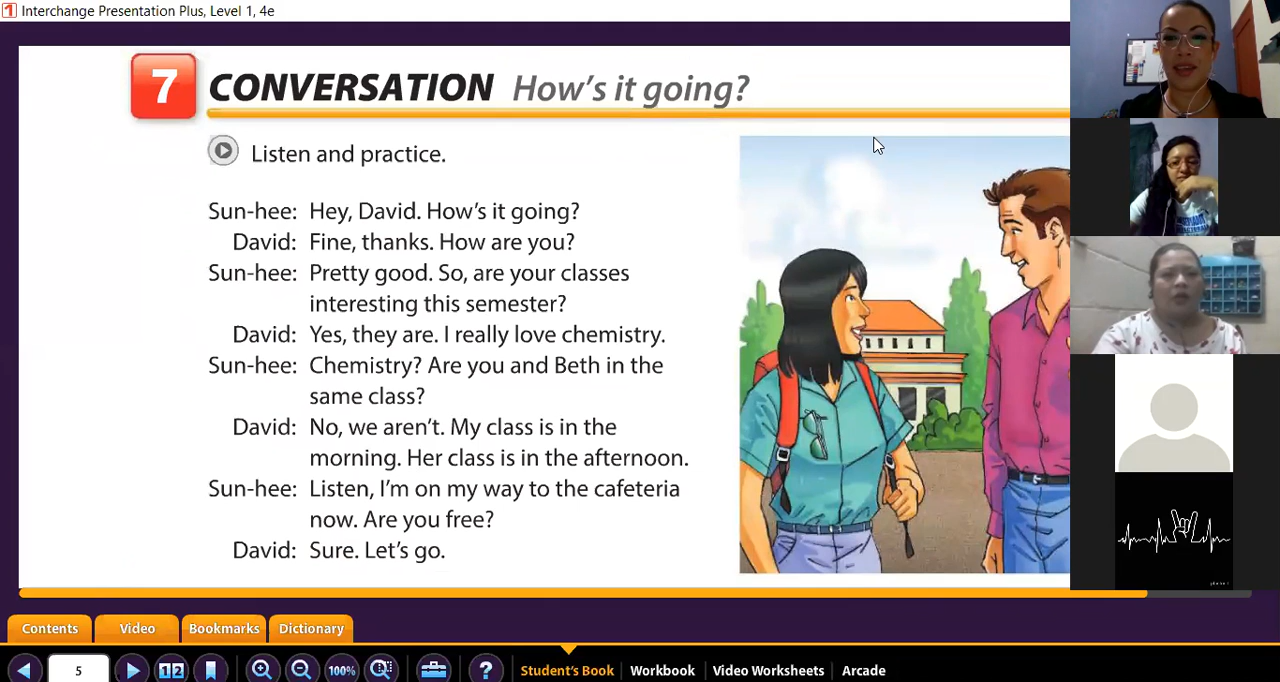 Interchange Presentation Plus, Level 1, 4e
7 CONVERSATION How's it going?
Listen and practice.
Sun-hee: Hey, David. How's it going?
David: Fine, thanks. How are you?
Sun-hee: Pretty good. So, are your classes
interesting this semester?
David: Yes, they are. I really love chemistry.
Sun-hee: Chemistry? Are you and Beth in the
same class?
David: No, we aren't. My class is in the
morning. Her class is in the afternoon.
Sun-hee: Listen, I'm on my way to the cafeteria
now. Are you free?
David: Sure. Let's go.
Contents Video Bookmarks Dictionary
5 1 2 100% ? Student's Book Workbook Video Worksheets Arcade